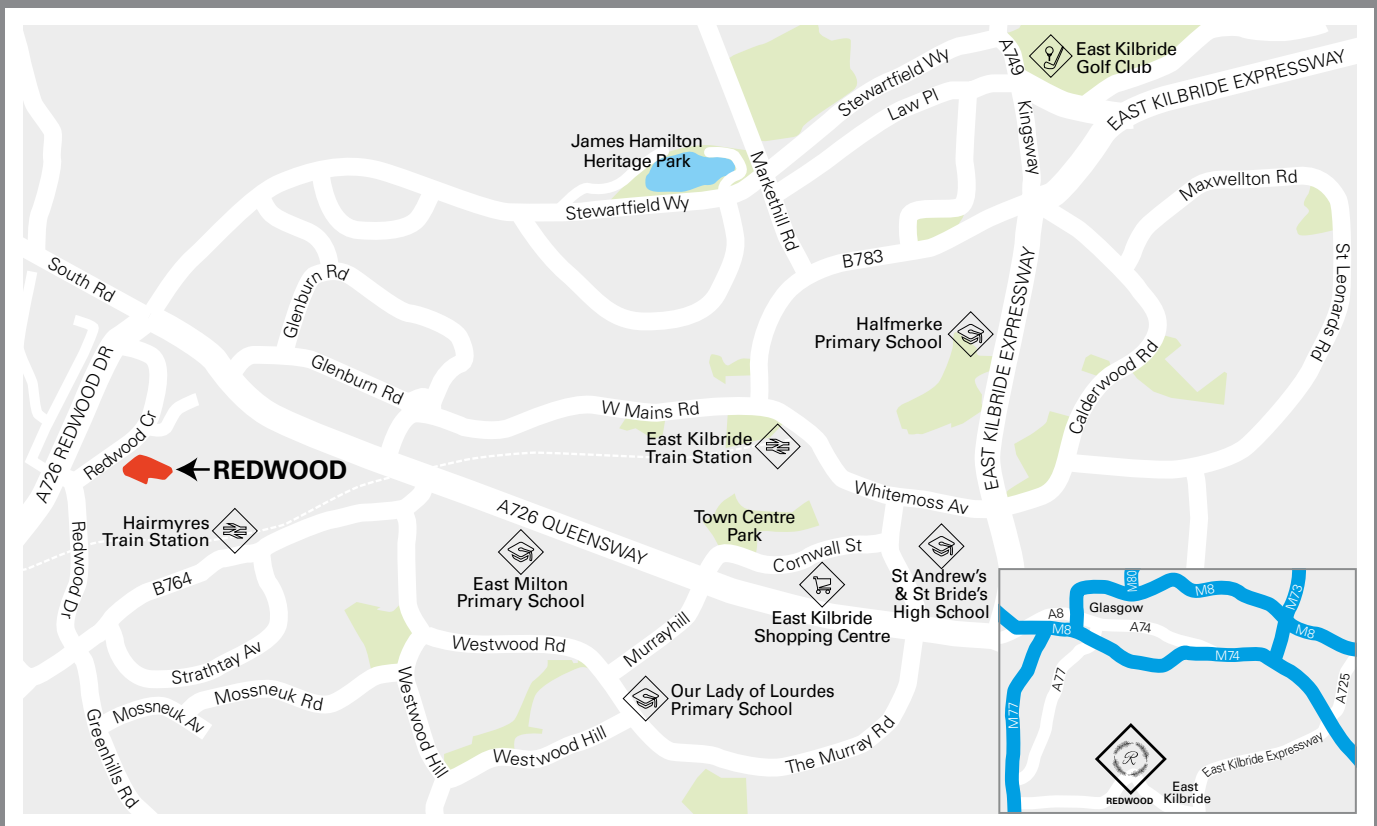 East Kilbride
Golf Club
A749
Stewartfield Wy
EAST KILBRIDE EXPRESSWAY
Law Pl
Kingsway
James Hamilton
Heritage Park
Markethill Rd
Maxwellton Rd
Stewartfield Wy
B783
St Leonards Rd
South Rd
Glenburn Rd
Halfmerke
Primary School
EAST KILBRIDE EXPRESSWAY
Glenburn Rd
Calderwood Rd
A726 REDWOOD DR
W Mains Rd
Redwood Cr
East Kilbride
Train Station
REDWOOD
Whitemoss Av
A726 QUEENSWAY
Town Centre
Park
Hairmyres
Train Station
Redwood Dr
Cornwall St
B764
East Milton
Primary School
St Andrew's
& St Bride's
High School
East Kilbride
Shopping Centre
Murrayhill
Westwood Rd
Strathtay Av
Mossneuk Rd
Mossneuk Av
Our Lady of Lourdes
Primary School
Westwood Hill
Westwood Hill
The Murray Rd
Greenhills Rd
M80
M8
M73
A8
Glasgow
M8
A74
M8
M74
A77
A725
M77
East Kilbride Expressway
R
REDWOOD
East
Kilbride